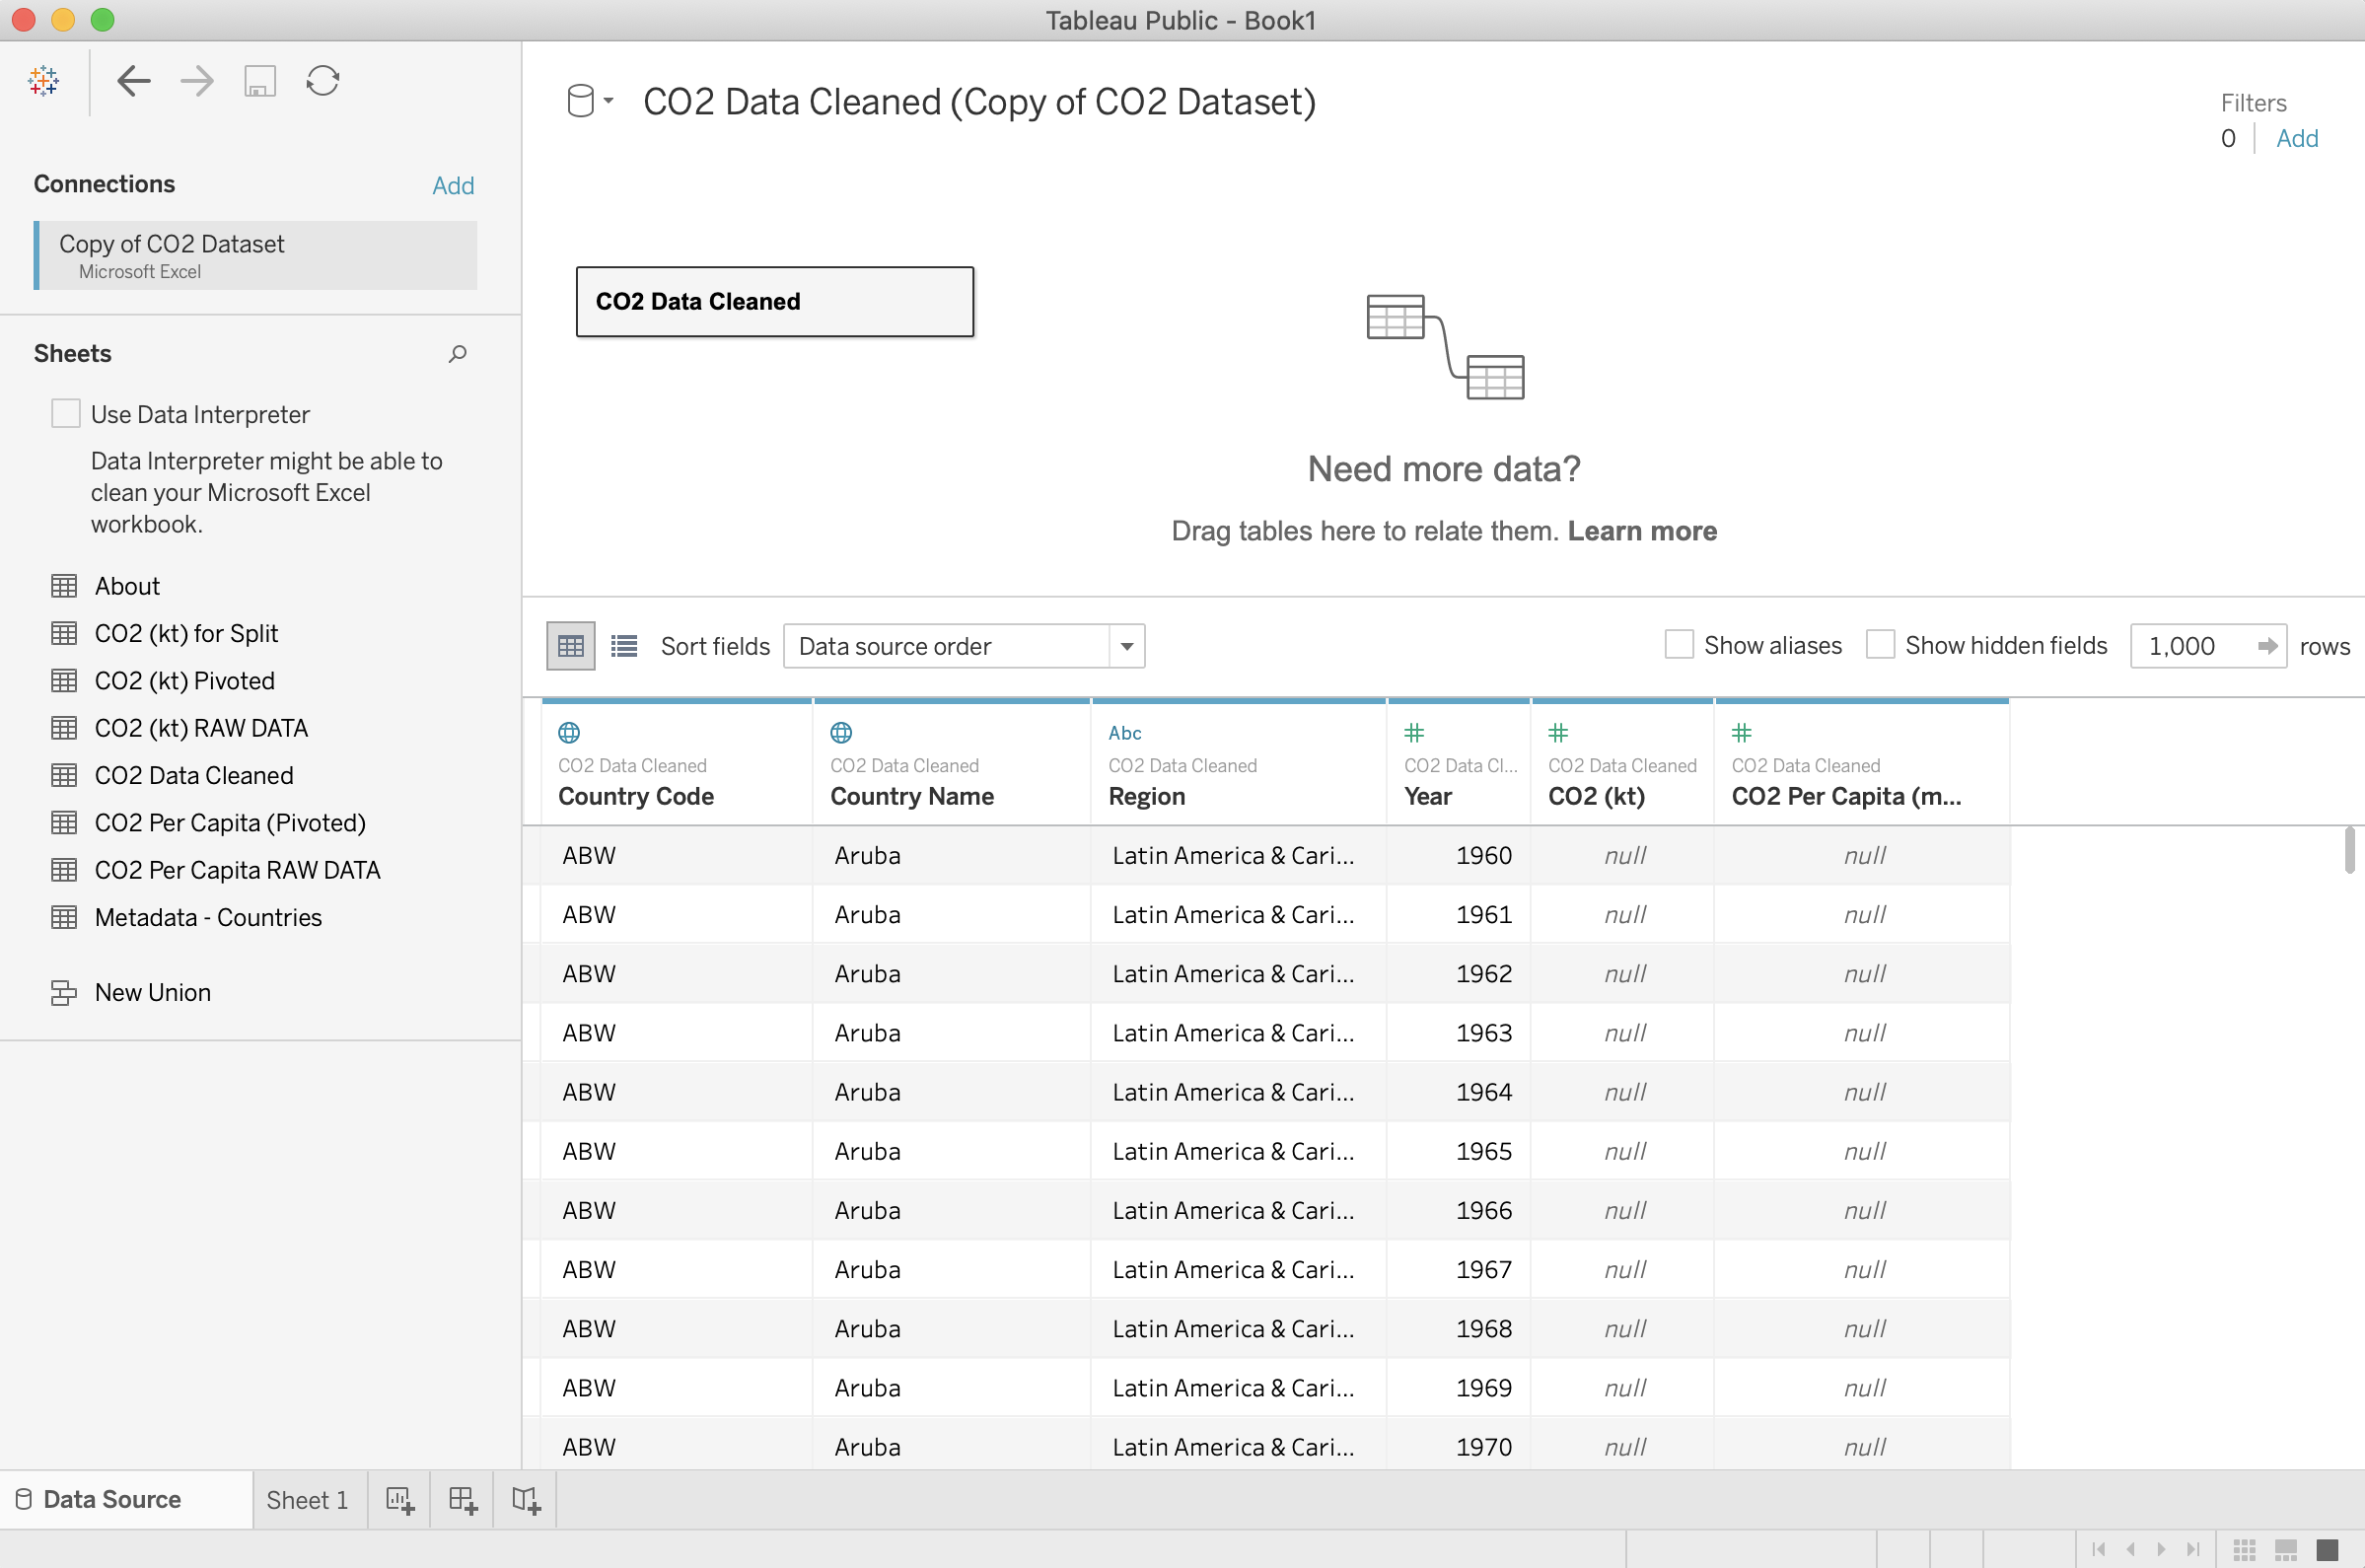 Tableau Public - Book1
CO2 Data Cleaned (Copy of CO2 Dataset)
Filters
0 Add
Connections Add
Copy of CO2 Dataset
Microsoft Excel
CO2 Data Cleaned
Sheets
Use Data Interpreter
Data Interpreter might be able to
clean your Microsoft Excel
workbook.
About
CO2 (kt) for Split
CO2 (kt) Pivoted
CO2 (kt) RAW DATA
CO2 Data Cleaned
CO2 Per Capita (Pivoted)
CO2 Per Capita RAW DATA
Metadata - Countries
New Union
Need more data?
Drag tables here to relate them. Learn more
Sort fields Data source order Show aliases Show hidden fields 1,000 rows
Abc # # #
CO2 Data Cleaned CO2 Data Cleaned CO2 Data Cleaned CO2 Data Cl... CO2 Data Cleaned CO2 Data Cleaned
Country Code Country Name Region Year CO2 (kt) CO2 Per Capita (m...
ABW Aruba Latin America & Cari... 1960 null null
ABW Aruba Latin America & Cari... 1961 null null
ABW Aruba Latin America & Cari... 1962 null null
ABW Aruba Latin America & Cari... 1963 null null
ABW Aruba Latin America & Cari... 1964 null null
ABW Aruba Latin America & Cari... 1965 null null
ABW Aruba Latin America & Cari... 1966 null null
ABW Aruba Latin America & Cari... 1967 null null
ABW Aruba Latin America & Cari... 1968 null null
ABW Aruba Latin America & Cari... 1969 null null
ABW Aruba Latin America & Cari... 1970 null null
Data Source Sheet 1